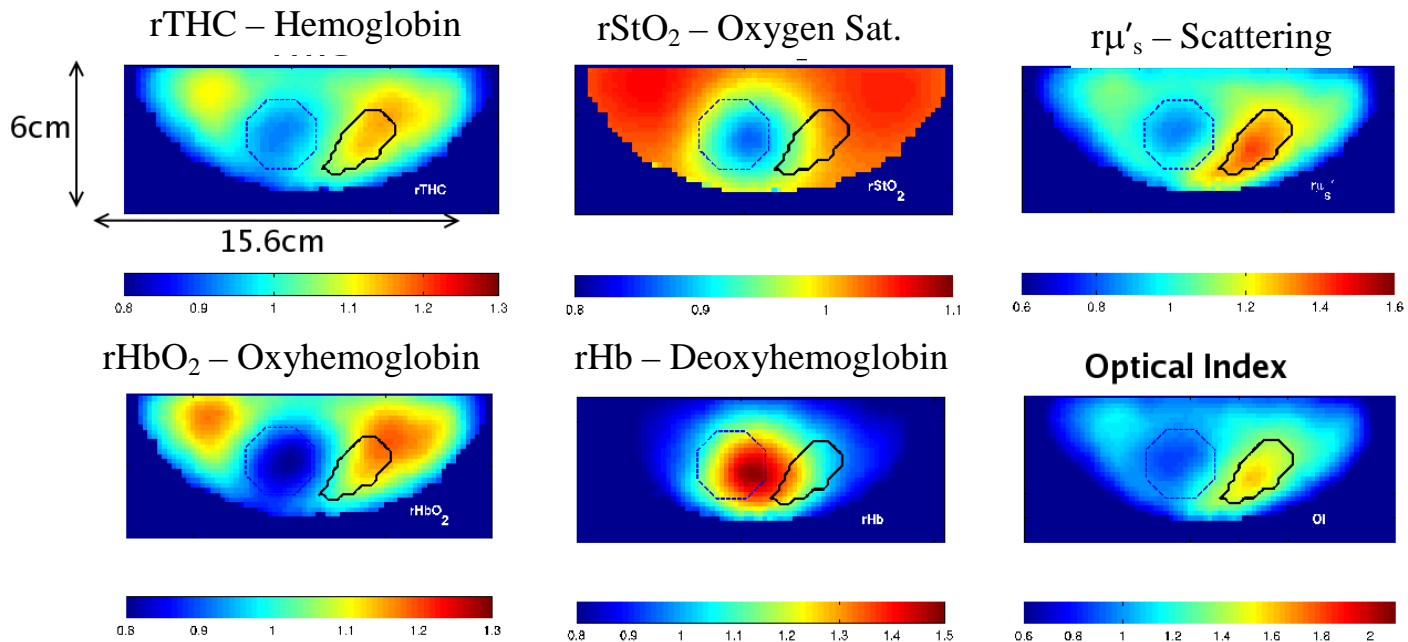 rTHC – Hemoglobin
rStO₂ – Oxygen Sat.
rμ′ₛ – Scattering
6cm
rTHC
rStO₂
rμₛ′
15.6cm
0.8 0.9 1 1.1 1.2 1.3
0.8 0.9 1 1.1
0.6 0.8 1 1.2 1.4 1.6
rHbO₂ – Oxyhemoglobin
rHb – Deoxyhemoglobin
Optical Index
rHbO₂
rHb
OI
0.8 0.9 1 1.1 1.2 1.3
0.8 0.9 1 1.1 1.2 1.3 1.4 1.5
0.6 0.8 1 1.2 1.4 1.6 1.8 2